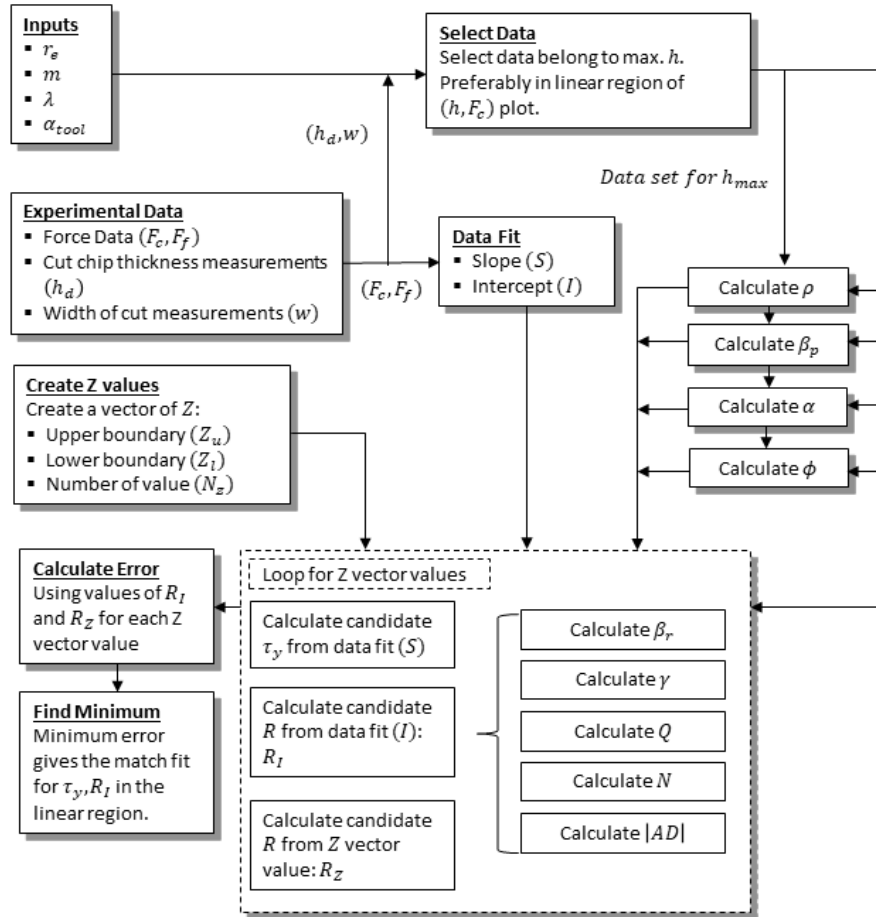 Inputs
▪ r_e
▪ m
▪ λ
▪ α_tool
Select Data
Select data belong to max. h.
Preferably in linear region of
(h, F_c) plot.
(h_d, w)
Data set for h_max
Experimental Data
▪ Force Data (F_c, F_f)
▪ Cut chip thickness measurements
(h_d)
▪ Width of cut measurements (w)
(F_c, F_f)
Data Fit
▪ Slope (S)
▪ Intercept (I)
Calculate ρ
Calculate β_p
Calculate α
Calculate ϕ
Create Z values
Create a vector of Z:
▪ Upper boundary (Z_u)
▪ Lower boundary (Z_l)
▪ Number of value (N_z)
Calculate Error
Using values of R_I
and R_Z for each Z
vector value
Find Minimum
Minimum error
gives the match fit
for τ_y, R_I in the
linear region.
Loop for Z vector values
Calculate candidate
τ_y from data fit (S)
Calculate candidate
R from data fit (I):
R_I
Calculate candidate
R from Z vector
value: R_Z
Calculate β_r
Calculate γ
Calculate Q
Calculate N
Calculate |AD|